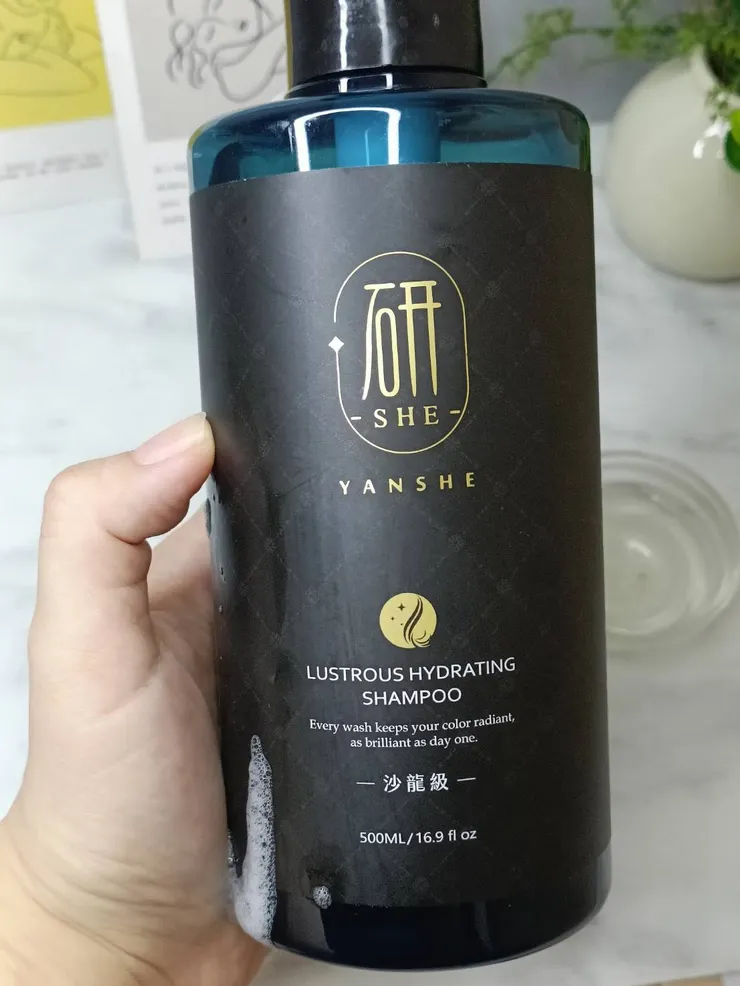 研
- SHE -
YANSHE
LUSTROUS HYDRATING
SHAMPOO
Every wash keeps your color radiant,
as brilliant as day one.
— 沙龍級 —
500ML/16.9 fl oz